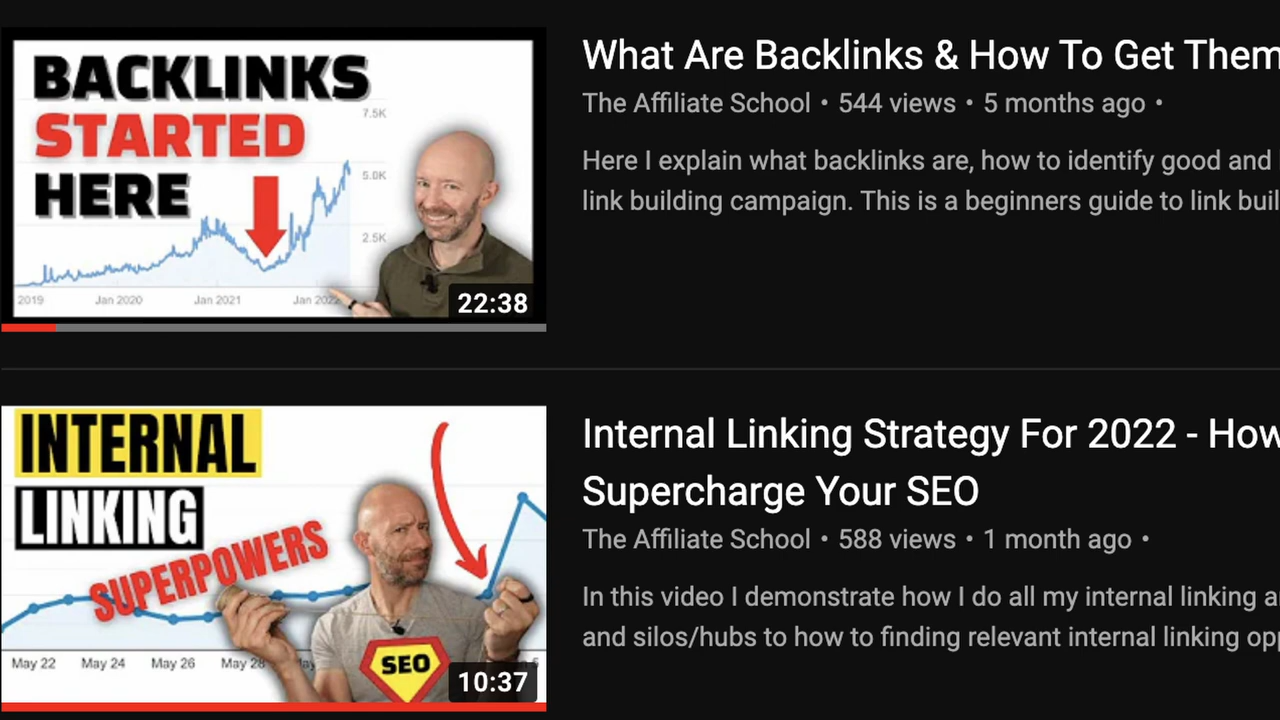 BACKLINKS
STARTED
HERE
7.5K
5.0K
2.5K
2019 Jan 2020 Jan 2021 Jan 2022
22:38
What Are Backlinks & How To Get Them
The Affiliate School • 544 views • 5 months ago •
Here I explain what backlinks are, how to identify good and
link building campaign. This is a beginners guide to link buil
INTERNAL
LINKING
SUPERPOWERS
SEO
May 22 May 24 May 26 May 28 May 5
10:37
Internal Linking Strategy For 2022 - How
Supercharge Your SEO
The Affiliate School • 588 views • 1 month ago •
In this video I demonstrate how I do all my internal linking a
and silos/hubs to how to finding relevant internal linking opp